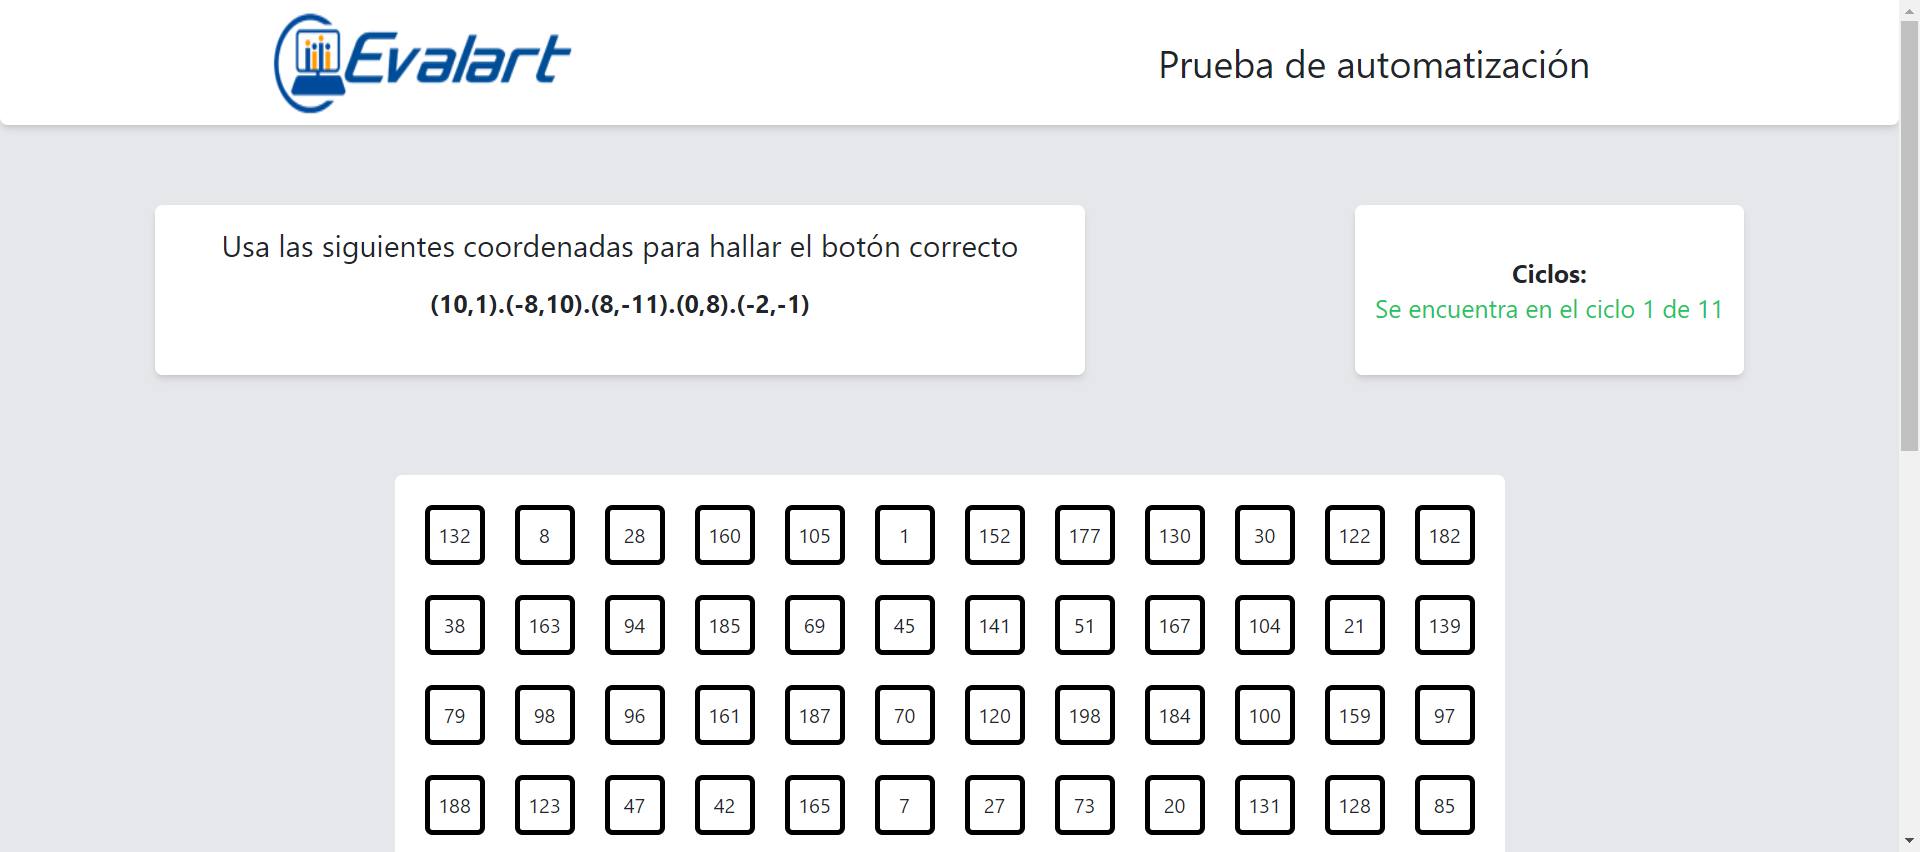 Evalart
Prueba de automatización
Usa las siguientes coordenadas para hallar el botón correcto
(10,1).(-8,10).(8,-11).(0,8).(-2,-1)
Ciclos:
Se encuentra en el ciclo 1 de 11
132 8 28 160 105 1 152 177 130 30 122 182
38 163 94 185 69 45 141 51 167 104 21 139
79 98 96 161 187 70 120 198 184 100 159 97
188 123 47 42 165 7 27 73 20 131 128 85